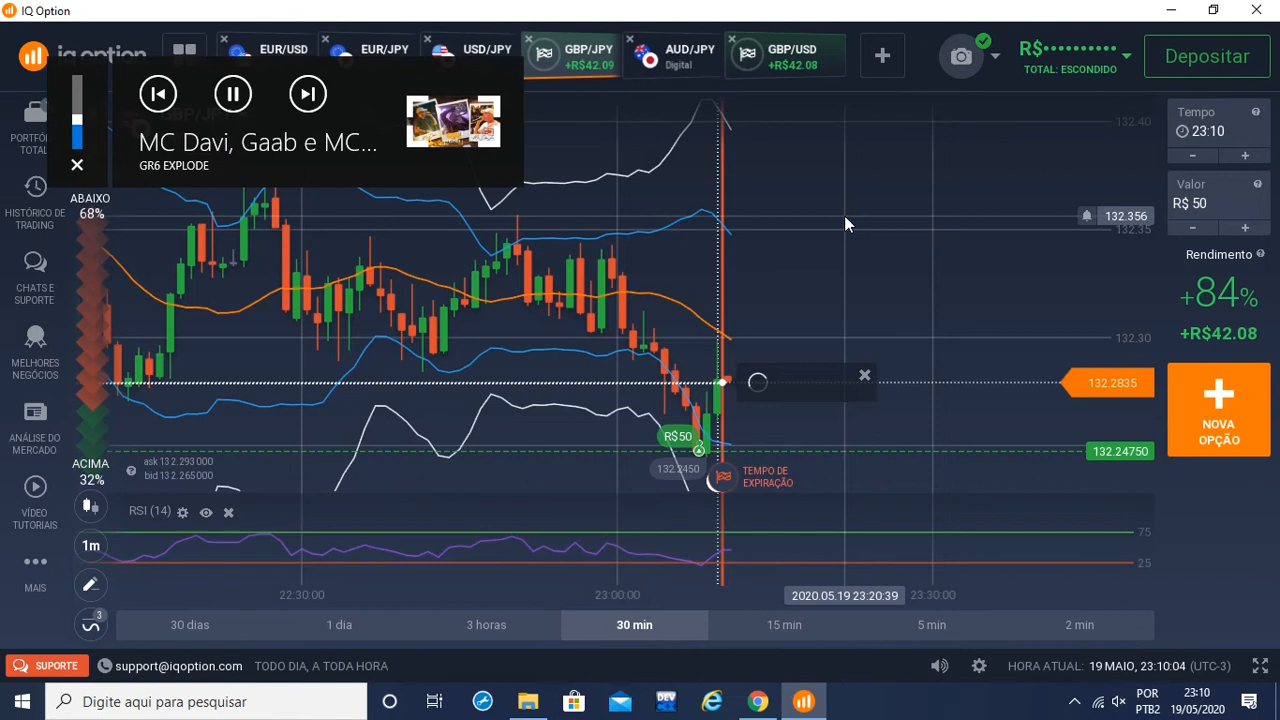 IQ Option
iq option
EUR/USD
EUR/JPY
USD/JPY
GBP/JPY
+R$42.09
AUD/JPY
Digital
GBP/USD
+R$42.08
R$••••••••••
TOTAL: ESCONDIDO
Depositar
MC Davi, Gaab e MC...
GR6 EXPLODE
PORTFÓ
TOTAL
HISTÓRICO DE
TRADING
CHATS E
SUPORTE
MELHORES
NEGÓCIOS
ANÁLISE DO
MERCADO
VÍDEO
TUTORIAIS
MAIS
ABAIXO
68%
ACIMA
32%
ask 132.293000
bid 132.265000
132.40
132.356
132.35
132.30
132.2835
132.24750
R$50
132.2450
TEMPO DE
EXPIRAÇÃO
RSI (14)
75
25
1m
3
22:30:00
23:00:00
2020.05.19 23:20:39
23:30:00
30 dias
1 dia
3 horas
30 min
15 min
5 min
2 min
Tempo
23:10
- +
Valor
R$ 50
- +
Rendimento
+84%
+R$42.08
NOVA
OPÇÃO
SUPORTE
support@iqoption.com
TODO DIA, A TODA HORA
HORA ATUAL: 19 MAIO, 23:10:04 (UTC-3)
Digite aqui para pesquisar
DEV
POR
PTB2
23:10
19/05/2020